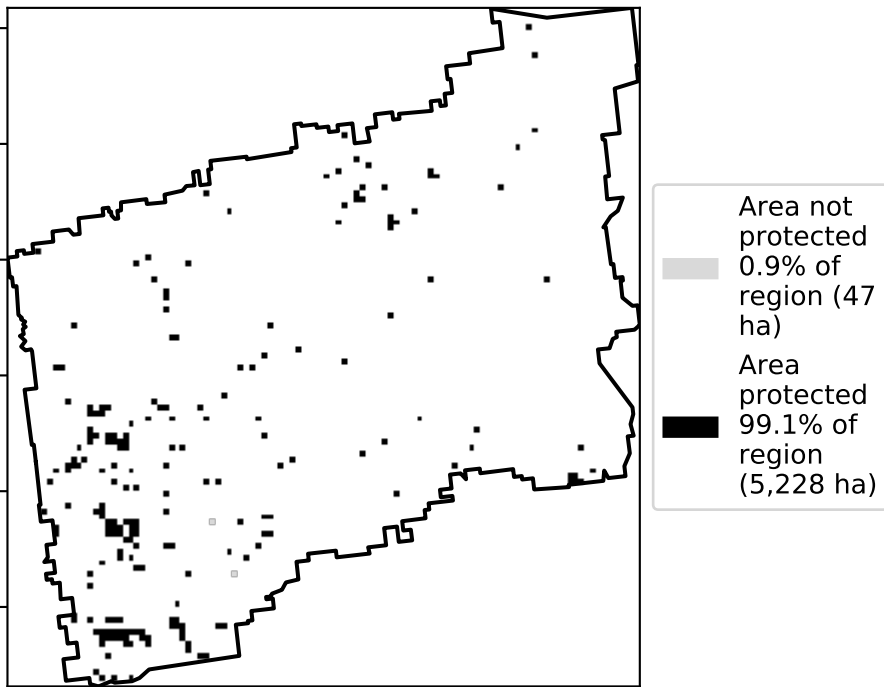 Area not
protected
0.9% of
region (47
ha)
Area
protected
99.1% of
region
(5,228 ha)